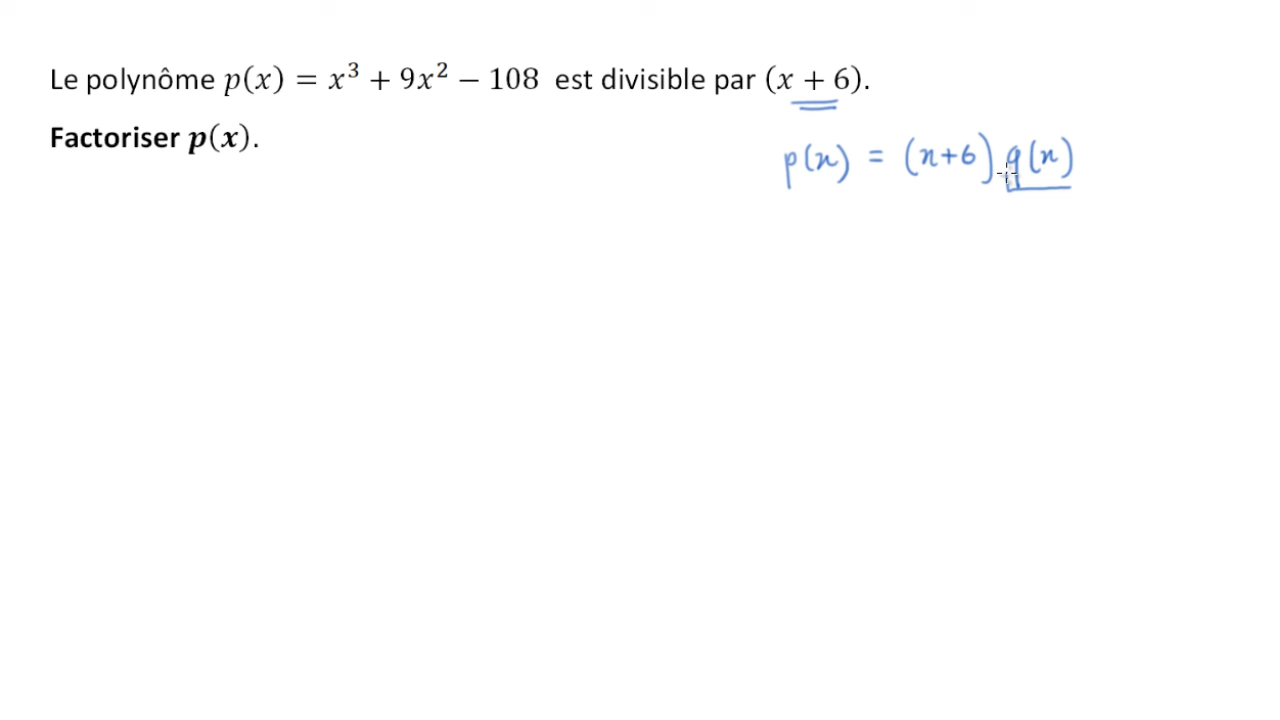 Le polynôme p(x) = x³ + 9x² − 108 est divisible par (x + 6).
Factoriser p(x).
p(x) = (x+6) q(x)